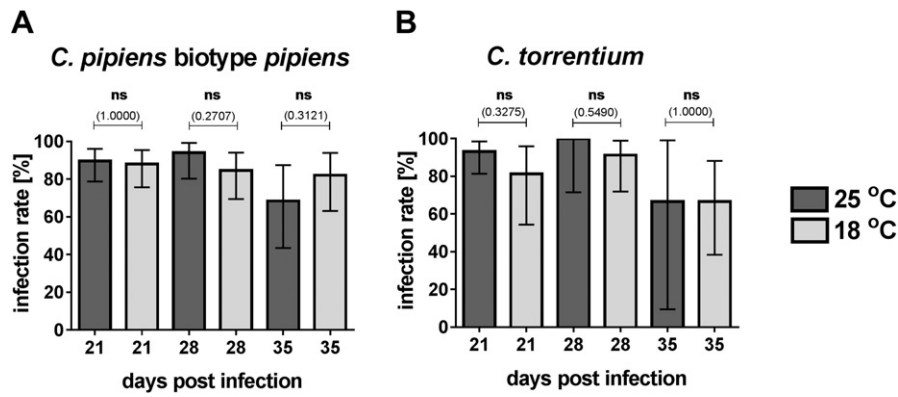 A
C. pipiens biotype pipiens
ns ns ns
(1.0000) (0.2707) (0.3121)
infection rate [%]
100
80
60
40
20
0
21 21 28 28 35 35
days post infection
B
C. torrentium
ns ns ns
(0.3275) (0.5490) (1.0000)
infection rate [%]
100
80
60
40
20
0
21 21 28 28 35 35
days post infection
25 °C
18 °C